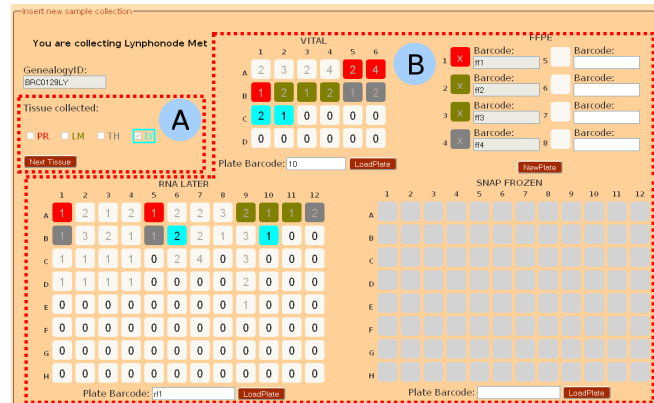 Insert new sample collection
You are collecting Lynphonode Met
GenealogyID:
BRC0129LY
Tissue collected:
PR LM TH LY
A
Next Tissue
VITAL
1 2 3 4 5 6
A 2 3 2 4 2 4
B 1 2 1 2 1 2
C 2 1 0 0 0 0
D 0 0 0 0 0 0
Plate Barcode: 10 LoadPlate
B
FFPE
Barcode: Barcode:
1 X ff1 5
Barcode: Barcode:
2 X ff2 6
Barcode: Barcode:
3 X ff3 7
Barcode: Barcode:
4 X ff4 8
NewPlate
RNA LATER
1 2 3 4 5 6 7 8 9 10 11 12
A 1 2 1 2 1 2 2 3 2 1 1 2
B 1 3 2 1 1 2 2 1 3 1 0 0
C 1 1 1 1 0 2 4 0 3 0 0 0
D 1 1 1 1 0 0 0 0 2 0 0 0
E 0 0 0 0 0 0 0 0 1 0 0 0
F 0 0 0 0 0 0 0 0 0 0 0 0
G 0 0 0 0 0 0 0 0 0 0 0 0
H 0 0 0 0 0 0 0 0 0 0 0 0
Plate Barcode: rl1 LoadPlate
SNAP FROZEN
1 2 3 4 5 6 7 8 9 10 11 12
A
B
C
D
E
F
G
H
Plate Barcode: LoadPlate